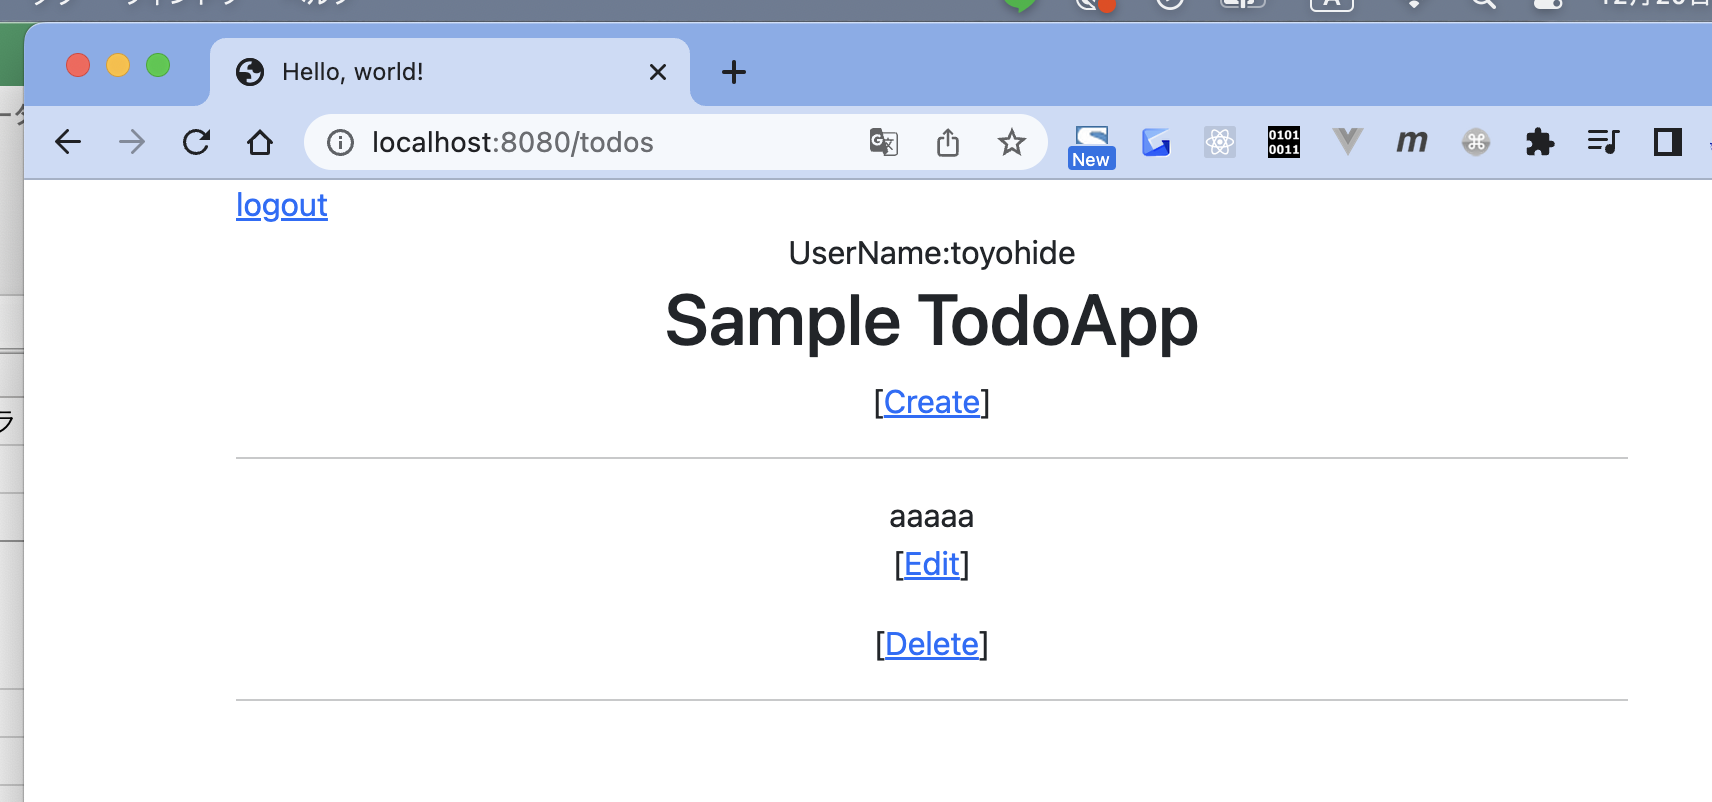 Hello, world!
localhost:8080/todos
New
0101
0011
m
logout
UserName:toyohide
Sample TodoApp
[Create]
aaaaa
[Edit]
[Delete]